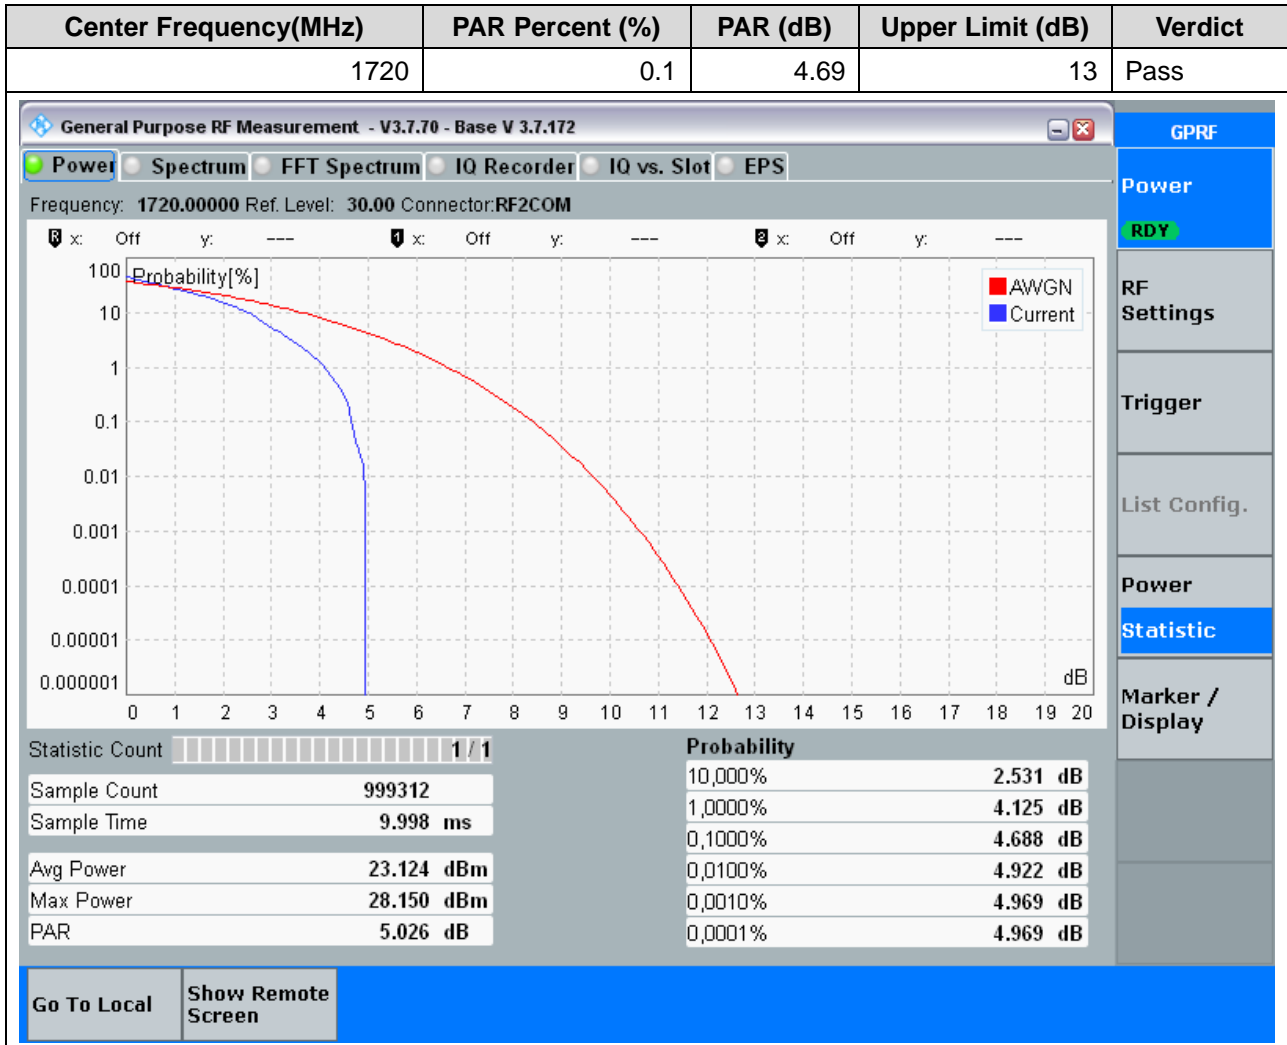 Center Frequency(MHz) PAR Percent (%) PAR (dB) Upper Limit (dB) Verdict
1720 0.1 4.69 13 Pass
General Purpose RF Measurement - V3.7.70 - Base V 3.7.172
GPRF
Power Spectrum FFT Spectrum IQ Recorder IQ vs. Slot EPS
Power
RDY
Frequency: 1720.00000 Ref. Level: 30.00 Connector:RF2COM
R x: Off y: --- 1 x: Off y: --- 2 x: Off y: ---
Probability[%]
AWGN
Current
100
10
1
0.1
0.01
0.001
0.0001
0.00001
0.000001
dB
0 1 2 3 4 5 6 7 8 9 10 11 12 13 14 15 16 17 18 19 20
RF
Settings
Trigger
List Config.
Power
Statistic
Marker /
Display
Statistic Count 1 / 1
Sample Count 999312
Sample Time 9.998 ms
Avg Power 23.124 dBm
Max Power 28.150 dBm
PAR 5.026 dB
Probability
10,000% 2.531 dB
1,0000% 4.125 dB
0,1000% 4.688 dB
0,0100% 4.922 dB
0,0010% 4.969 dB
0,0001% 4.969 dB
Go To Local
Show Remote
Screen